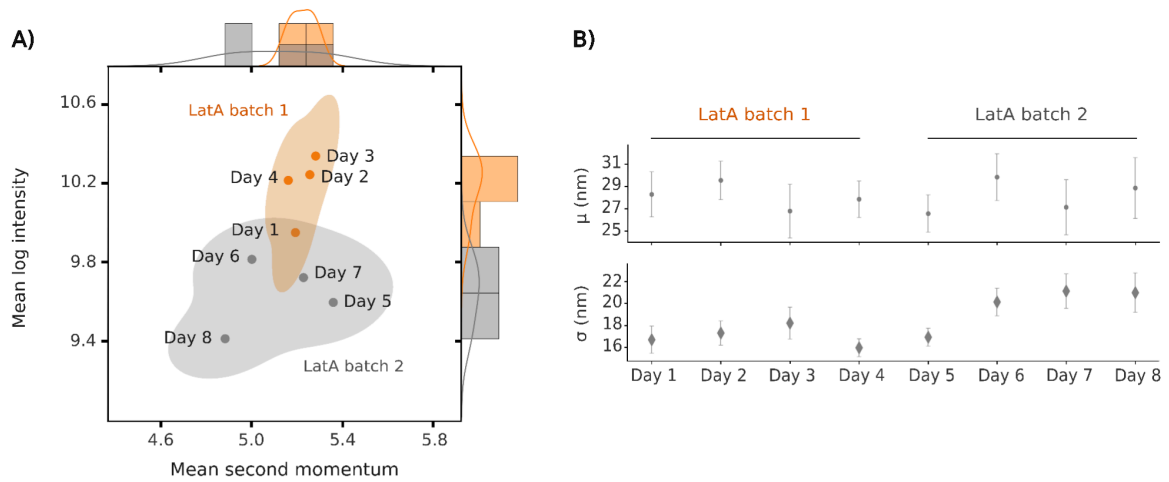 A)
LatA batch 1
Day 3
Day 4
Day 2
Day 1
Day 6
Day 7
Day 5
Day 8
LatA batch 2
10.6
10.2
9.8
9.4
Mean log intensity
4.6 5.0 5.4 5.8
Mean second momentum
B)
LatA batch 1 LatA batch 2
31
29
27
25
μ (nm)
22
20
18
16
σ (nm)
Day 1 Day 2 Day 3 Day 4 Day 5 Day 6 Day 7 Day 8